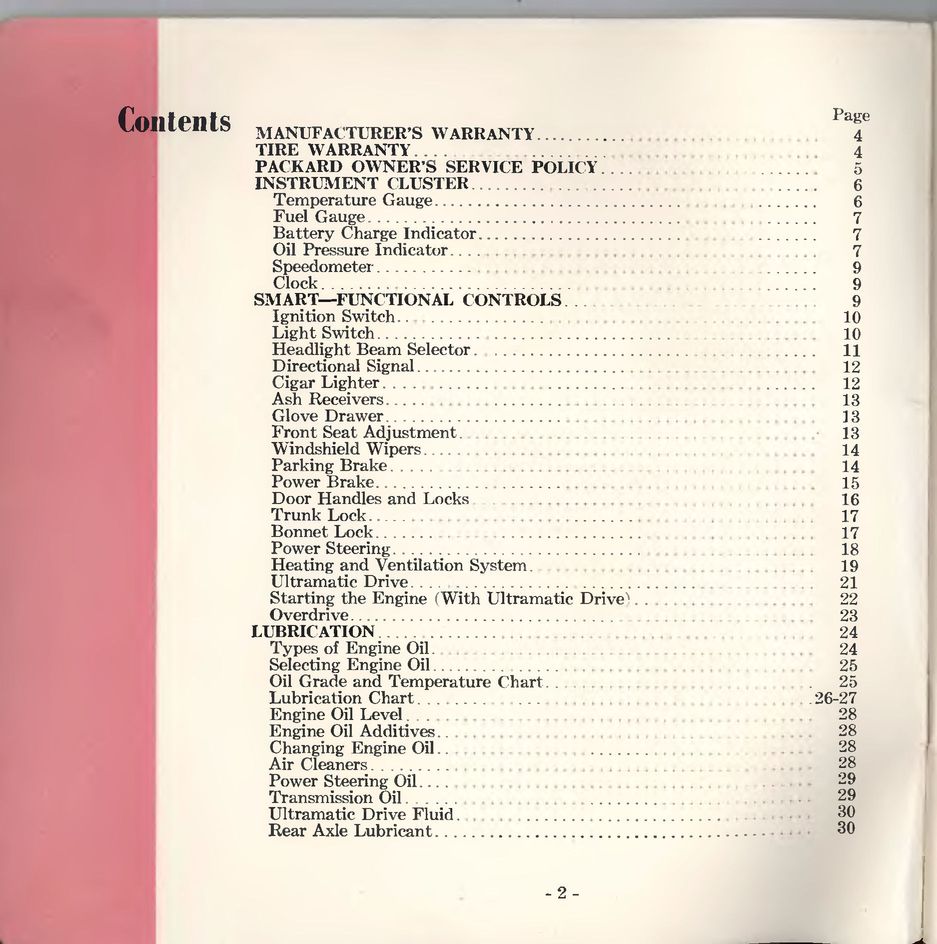 Contents
Page
MANUFACTURER'S WARRANTY 4
TIRE WARRANTY 4
PACKARD OWNER'S SERVICE POLICY 5
INSTRUMENT CLUSTER 6
Temperature Gauge 6
Fuel Gauge 7
Battery Charge Indicator 7
Oil Pressure Indicator 7
Speedometer 9
Clock 9
SMART—FUNCTIONAL CONTROLS 9
Ignition Switch 10
Light Switch 10
Headlight Beam Selector 11
Directional Signal 12
Cigar Lighter 12
Ash Receivers 13
Glove Drawer 13
Front Seat Adjustment 13
Windshield Wipers 14
Parking Brake 14
Power Brake 15
Door Handles and Locks 16
Trunk Lock 17
Bonnet Lock 17
Power Steering 18
Heating and Ventilation System 19
Ultramatic Drive 21
Starting the Engine (With Ultramatic Drive) 22
Overdrive 23
LUBRICATION 24
Types of Engine Oil 24
Selecting Engine Oil 25
Oil Grade and Temperature Chart 25
Lubrication Chart 26-27
Engine Oil Level 28
Engine Oil Additives 28
Changing Engine Oil 28
Air Cleaners 28
Power Steering Oil 29
Transmission Oil 29
Ultramatic Drive Fluid 30
Rear Axle Lubricant 30
- 2 -